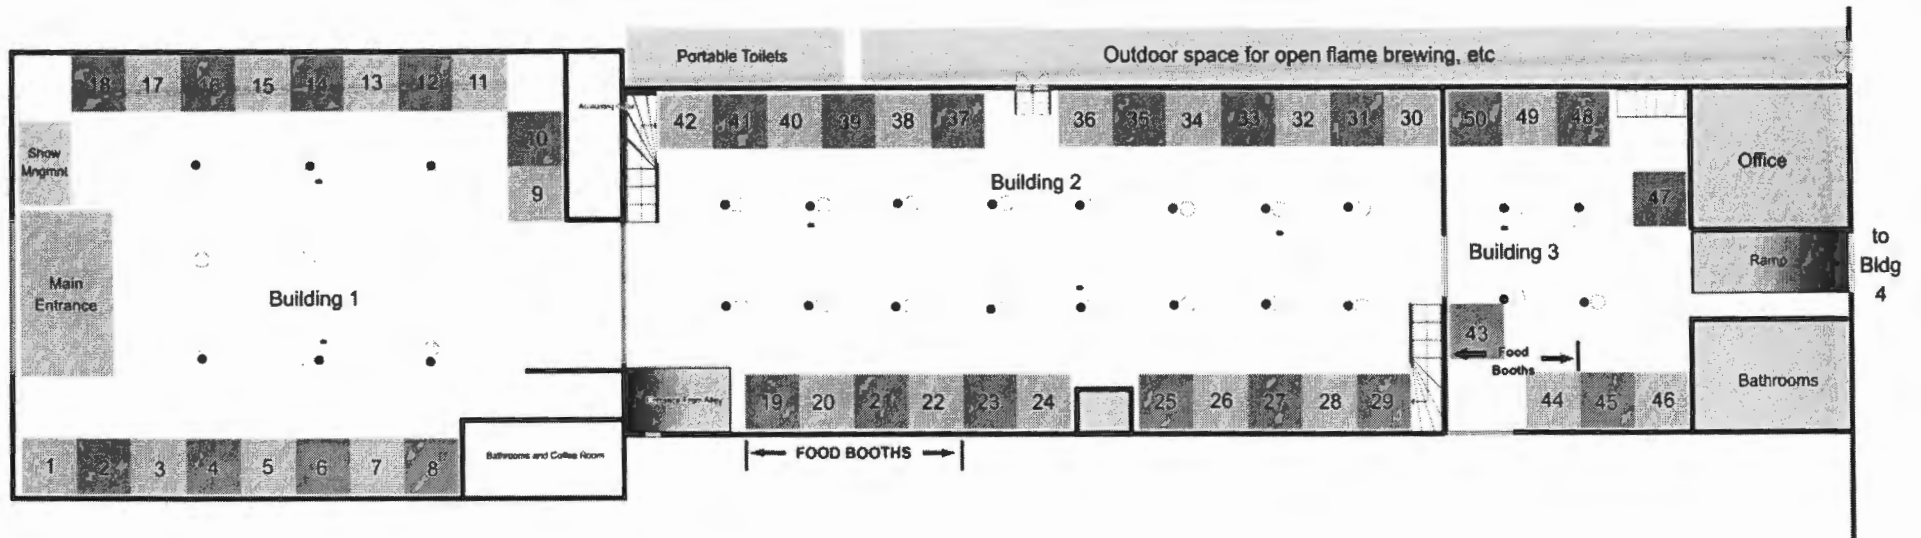 Portable Toilets
Outdoor space for open flame brewing, etc
18 17 16 15 14 13 12 11
10
9
Show
Mngmnt
Main
Entrance
Building 1
1 2 3 4 5 6 7 8
Bathrooms and Coffee Room
42 41 40 39 38 37 36 35 34 33 32 31 30
Building 2
Entrance From Alley
19 20 21 22 23 24 25 26 27 28 29
FOOD BOOTHS
50 49 48
47
Building 3
43
Food
Booths
44 45 46
Office
Ramp
Bathrooms
to
Bldg
4